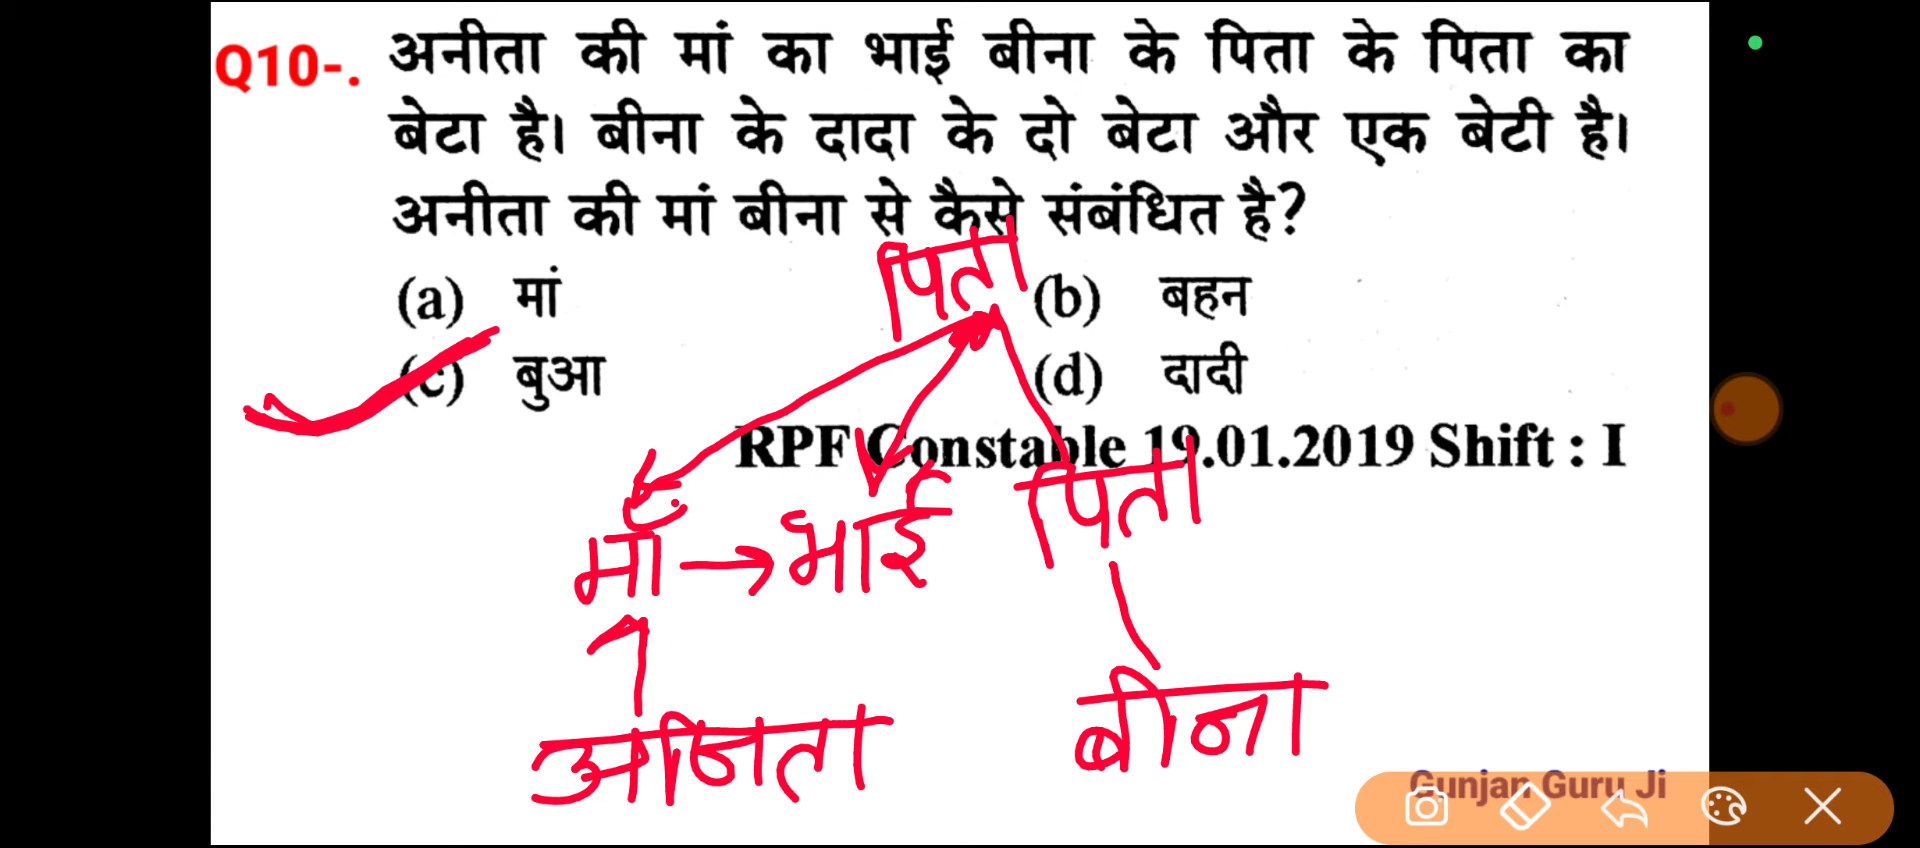 Q10-. अनीता की मां का भाई बीना के पिता के पिता का
बेटा है। बीना के दादा के दो बेटा और एक बेटी है।
अनीता की मां बीना से कैसे संबंधित है?
पिता
(a) मां (b) बहन
(c) बुआ (d) दादी
RPF Constable 19.01.2019 Shift : I
माँ → भाई पिता
अनिता बीना
Gunjan Guru Ji